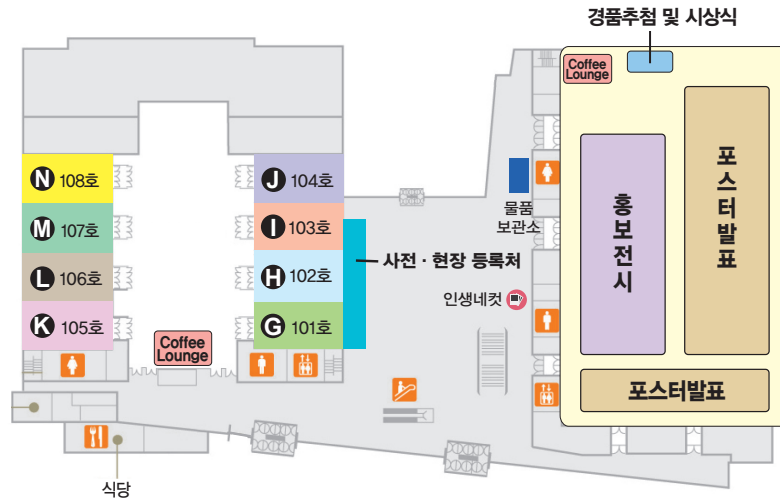 경품추첨 및 시상식
Coffee
Lounge
N 108호
M 107호
L 106호
K 105호
J 104호
I 103호
H 102호
G 101호
사전 · 현장 등록처
Coffee
Lounge
물품
보관소
인생네컷
홍보전시
포스터발표
포스터발표
식당